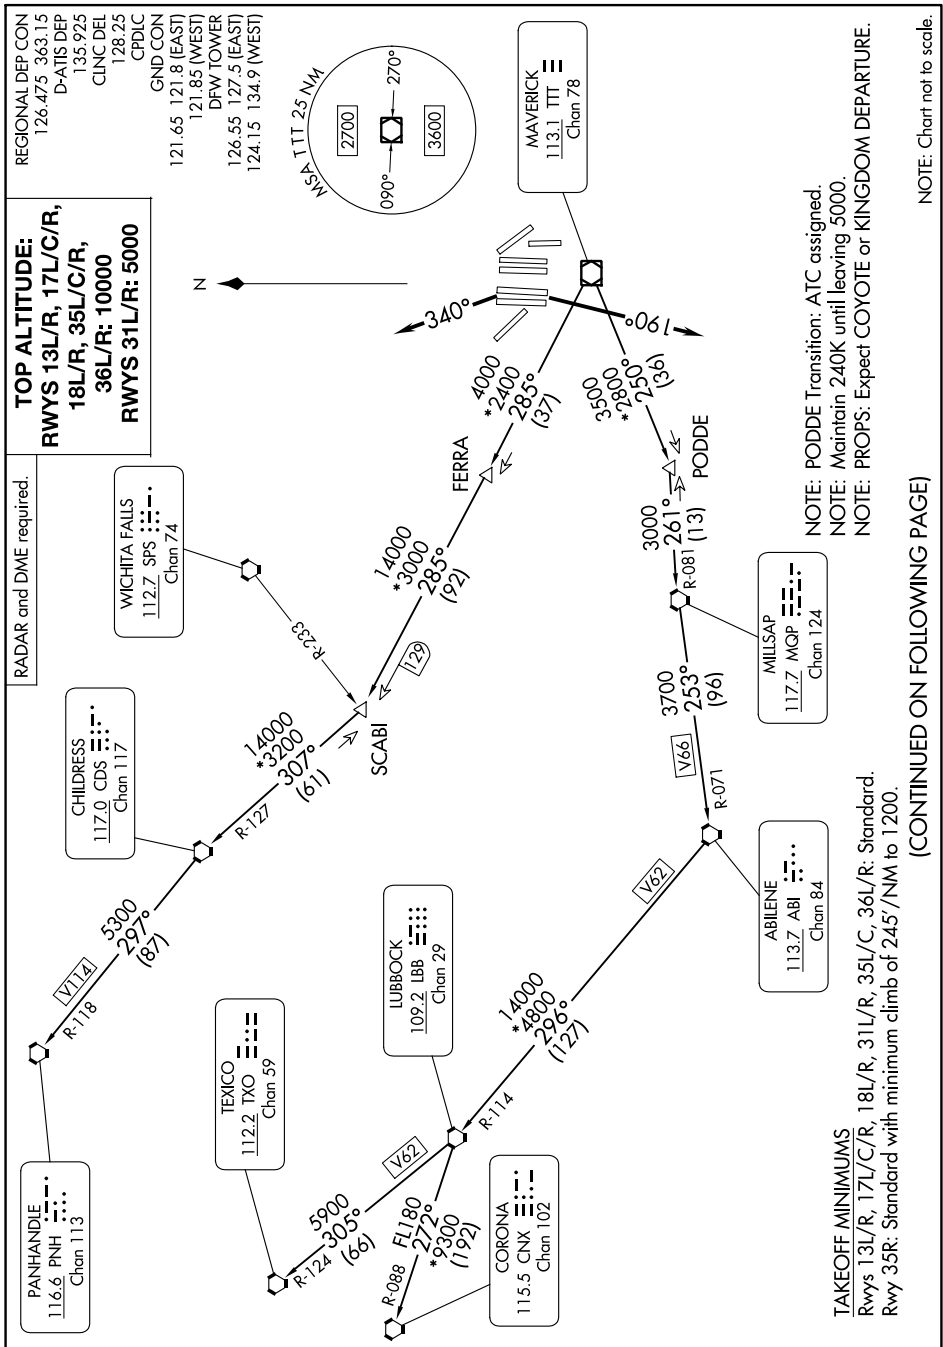 REGIONAL DEP CON
126.475 363.15
D-ATIS DEP
135.925
CLNC DEL
128.25
CPDLC
GND CON
121.65 121.8 (EAST)
121.85 (WEST)
DFW TOWER
126.55 127.5 (EAST)
124.15 134.9 (WEST)
TOP ALTITUDE:
RWYS 13L/R, 17L/C/R,
18L/R, 35L/C/R,
36L/R: 10000
RWYS 31L/R: 5000
RADAR and DME required.
MSA TTT 25 NM
2700
3600
090°
270°
N
MAVERICK
113.1 TTT
Chan 78
340°
190°
4000
*2400
285°
(37)
FERRA
14000
*3000
285°
(92)
129
SCABI
WICHITA FALLS
112.7 SPS
Chan 74
R-233
14000
*3200
307°
(61)
R-127
CHILDRESS
117.0 CDS
Chan 117
5300
297°
(87)
V114
R-118
PANHANDLE
116.6 PNH
Chan 113
3500
*2800
250°
(36)
PODDE
3000
261°
(13)
R-081
MILLSAP
117.7 MQP
Chan 124
3700
253°
(96)
V66
R-071
ABILENE
113.7 ABI
Chan 84
V62
14000
*4800
296°
(127)
R-114
LUBBOCK
109.2 LBB
Chan 29
V62
5900
305°
(66)
R-124
TEXICO
112.2 TXO
Chan 59
FL180
272°
*9300
(192)
R-088
CORONA
115.5 CNX
Chan 102
NOTE: PODDE Transition: ATC assigned.
NOTE: Maintain 240K until leaving 5000.
NOTE: PROPS: Expect COYOTE or KINGDOM DEPARTURE.
NOTE: Chart not to scale.
TAKEOFF MINIMUMS
Rwys 13L/R, 17L/C/R, 18L/R, 31L/R, 35L/C, 36L/R: Standard.
Rwy 35R: Standard with minimum climb of 245'/NM to 1200.
(CONTINUED ON FOLLOWING PAGE)